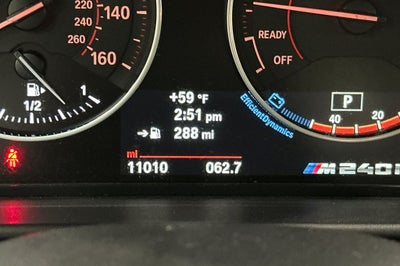 220
240
260
140
160
1/2
1
+59 °F
2:51 pm
288 mi
mi
11010 062.7
READY
OFF
EfficientDynamics
P
40
20
M240i